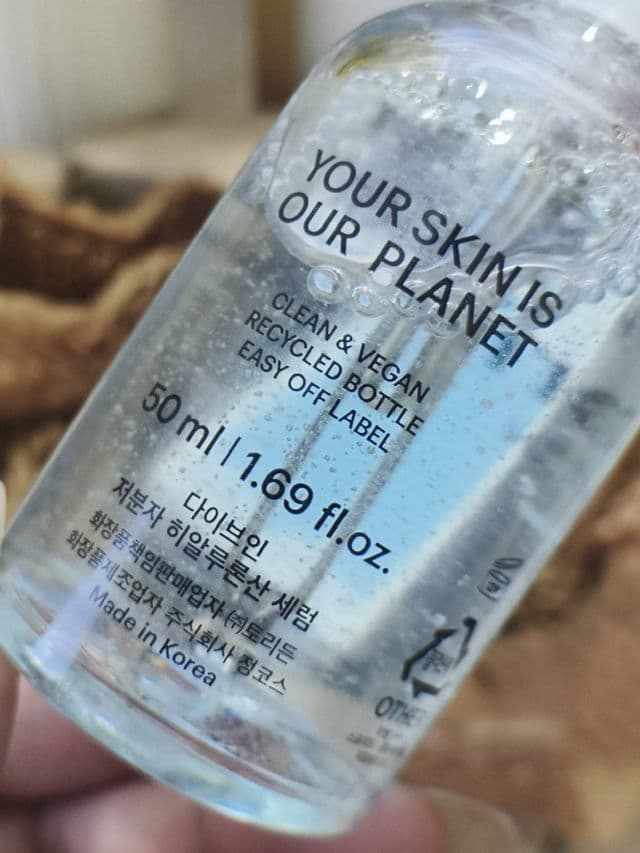 YOUR SKIN IS
OUR PLANET
CLEAN & VEGAN
RECYCLED BOTTLE
EASY OFF LABEL
50 ml | 1.69 fl.oz.
다이브인
저분자 히알루론산 세럼
화장품책임판매업자 ㈜토리든
화장품제조업자 주식회사 정코스
Made in Korea